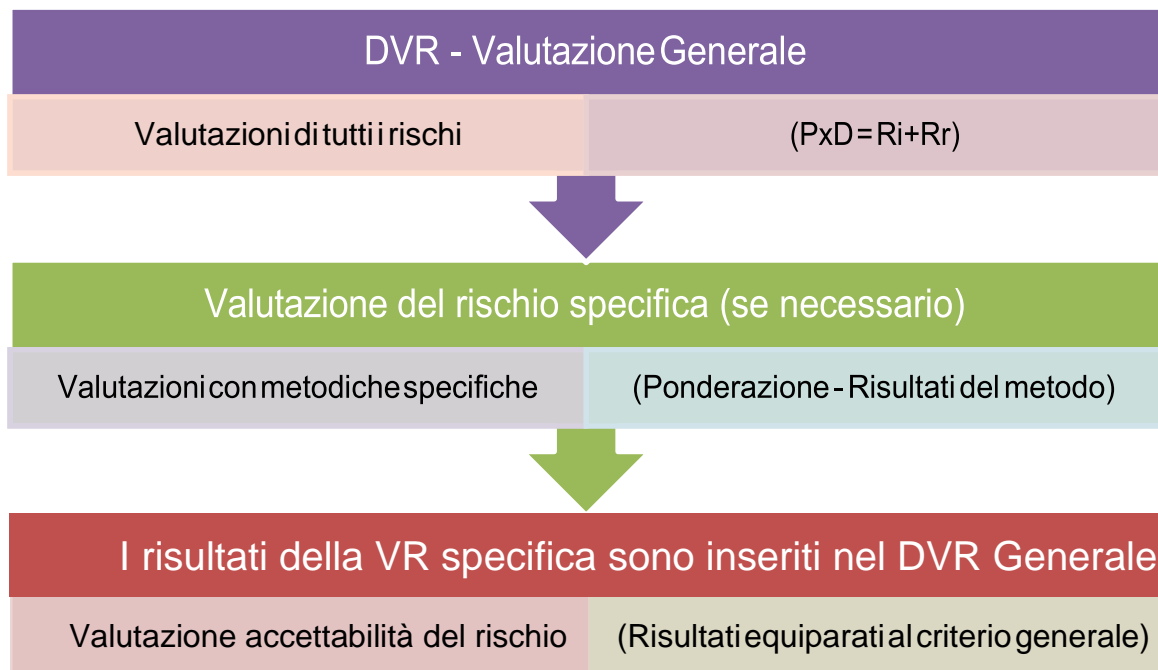 DVR - Valutazione Generale
Valutazioni di tutti i rischi
(PxD=Ri+Rr)
Valutazione del rischio specifica (se necessario)
Valutazioni con metodiche specifiche
(Ponderazione - Risultati del metodo)
I risultati della VR specifica sono inseriti nel DVR Generale
Valutazione accettabilità del rischio
(Risultati equiparati al criterio generale)